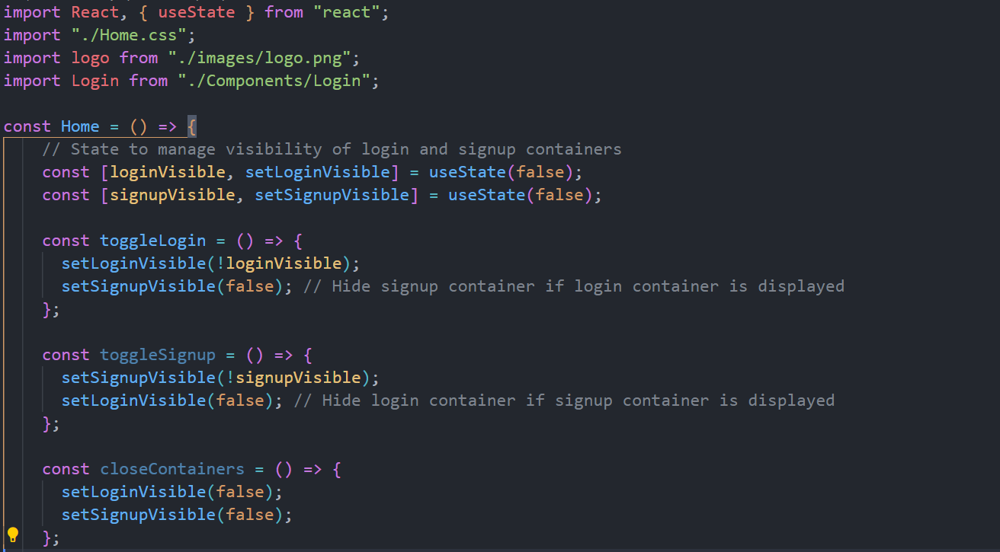 import React, { useState } from "react";
import "./Home.css";
import logo from "./images/logo.png";
import Login from "./Components/Login";

const Home = () => {
    // State to manage visibility of login and signup containers
    const [loginVisible, setLoginVisible] = useState(false);
    const [signupVisible, setSignupVisible] = useState(false);

    const toggleLogin = () => {
      setLoginVisible(!loginVisible);
      setSignupVisible(false); // Hide signup container if login container is displayed
    };

    const toggleSignup = () => {
      setSignupVisible(!signupVisible);
      setLoginVisible(false); // Hide login container if signup container is displayed
    };

    const closeContainers = () => {
      setLoginVisible(false);
      setSignupVisible(false);
    };